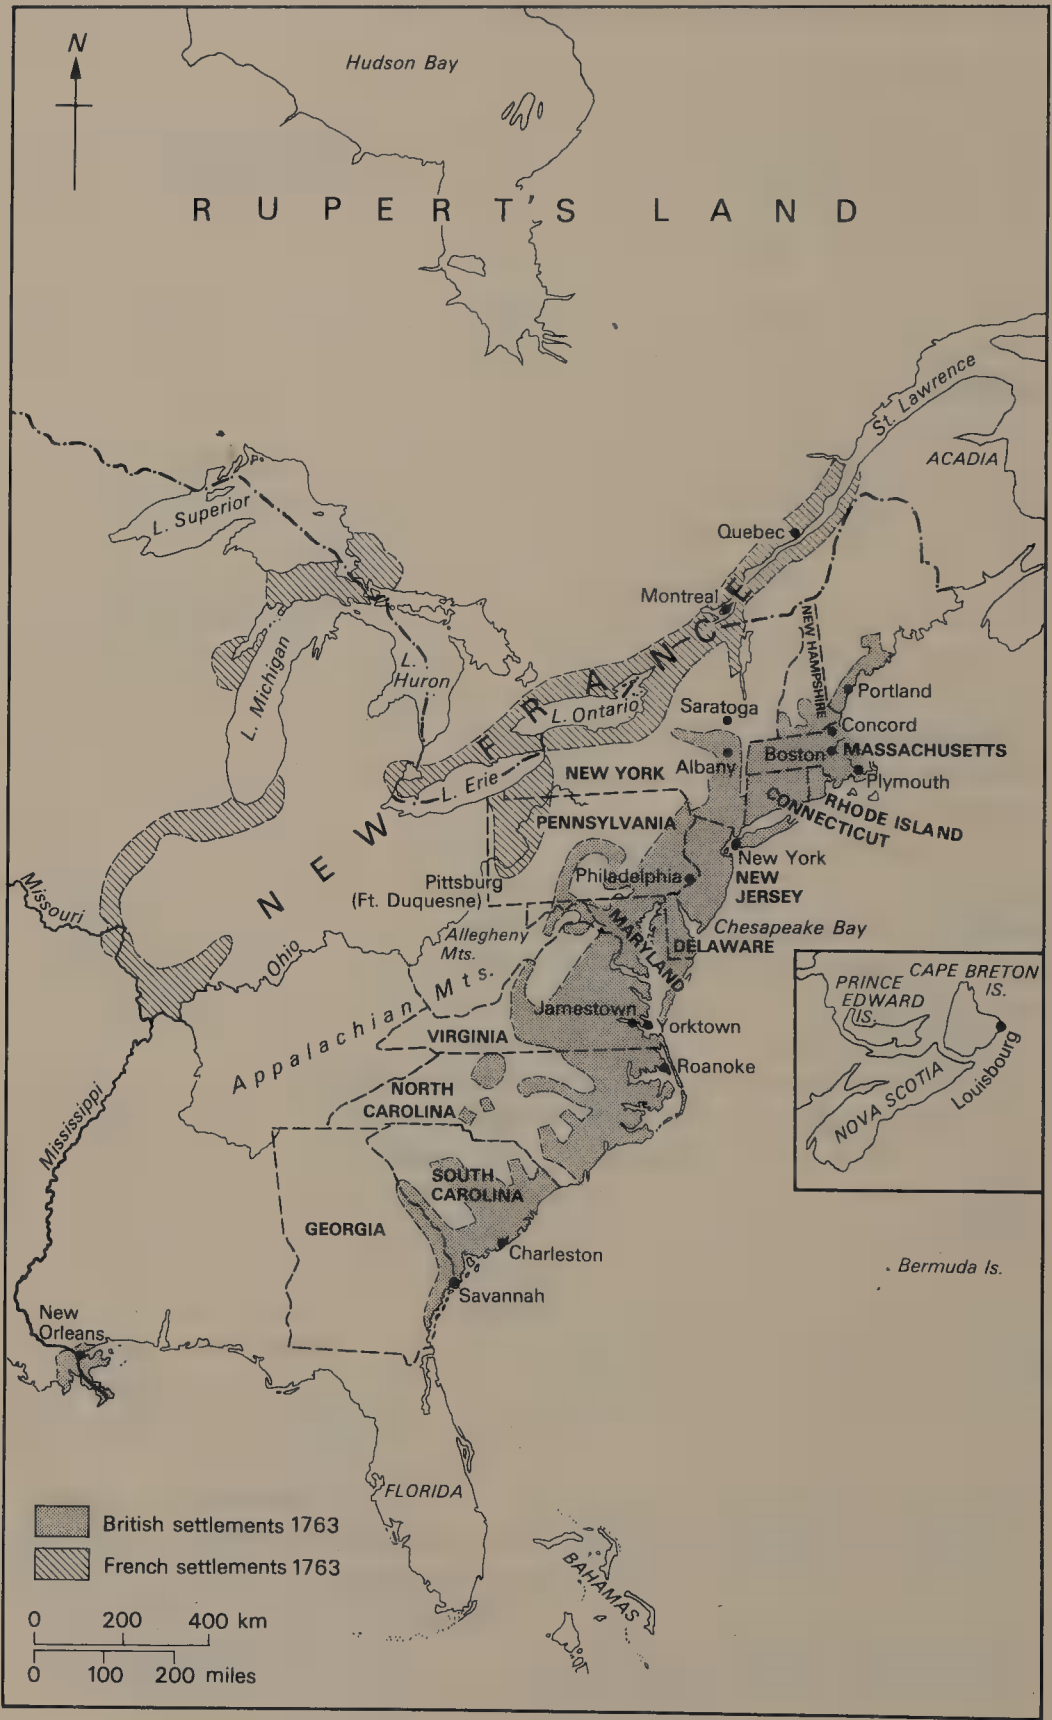 N
Hudson Bay
RUPERT'S LAND
St. Lawrence
ACADIA
L. Superior
Quebec
Montreal
NEW FRANCE
NEW HAMPSHIRE
L. Michigan
L.
Huron
L. Ontario
Portland
Saratoga
Concord
Boston
MASSACHUSETTS
Albany
Plymouth
L. Erie
NEW YORK
RHODE ISLAND
CONNECTICUT
PENNSYLVANIA
New York
NEW
JERSEY
Philadelphia
Pittsburg
(Ft. Duquesne)
Missouri
Allegheny
Mts.
MARYLAND
Chesapeake Bay
DELAWARE
Ohio
Appalachian Mts.
Jamestown
Yorktown
VIRGINIA
Roanoke
NORTH
CAROLINA
Mississippi
SOUTH
CAROLINA
GEORGIA
Charleston
Savannah
New
Orleans
FLORIDA
BAHAMAS
Bermuda Is.
CAPE BRETON
IS.
PRINCE
EDWARD
IS.
NOVA SCOTIA
Louisbourg
British settlements 1763
French settlements 1763
0 200 400 km
0 100 200 miles